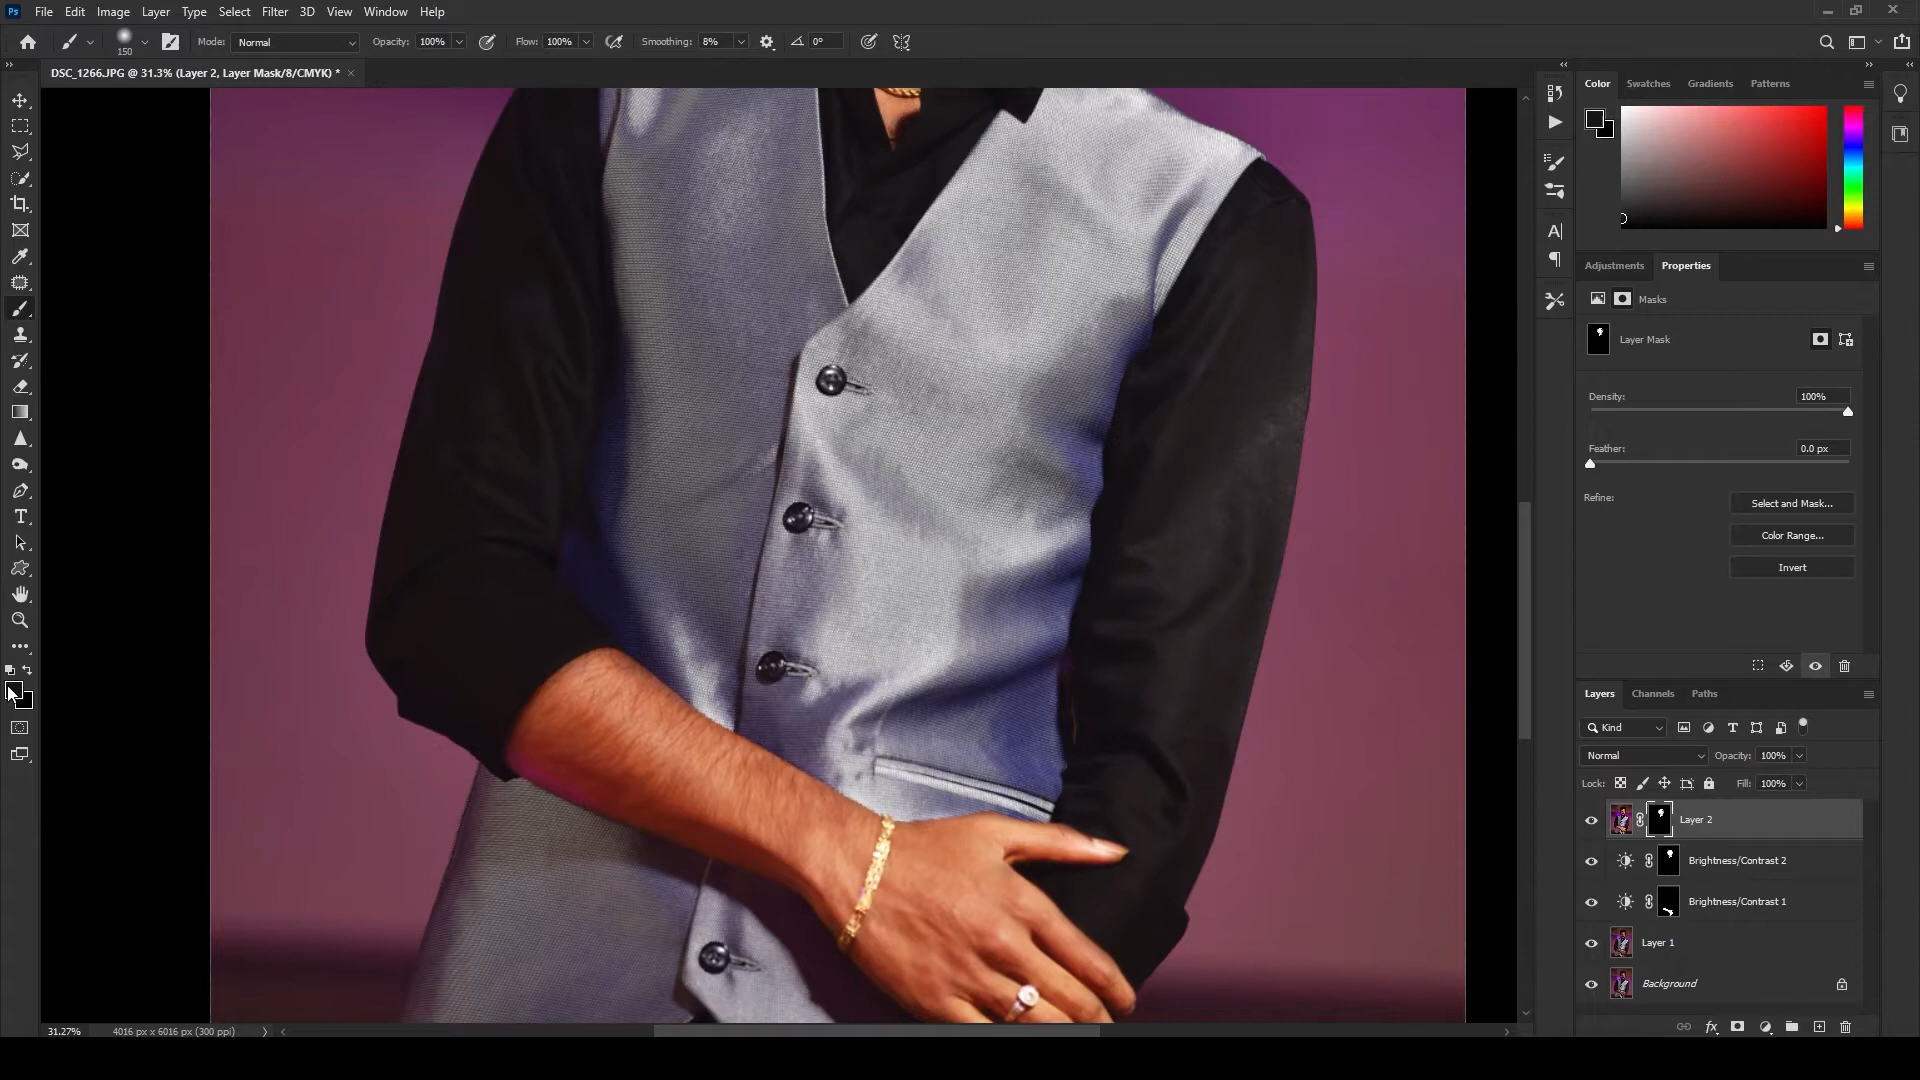 Ps File Edit Image Layer Type Select Filter 3D View Window Help
150 Mode: Normal Opacity: 100% Flow: 100% Smoothing: 8% 0°
DSC_1266.JPG @ 31.3% (Layer 2, Layer Mask/8/CMYK) * ×
Color Swatches Gradients Patterns
Adjustments Properties
Masks
Layer Mask
Density: 100%
Feather: 0.0 px
Refine: Select and Mask...
Color Range...
Invert
Layers Channels Paths
Kind
Normal Opacity: 100%
Lock: Fill: 100%
Layer 2
Brightness/Contrast 2
Brightness/Contrast 1
Layer 1
Background
31.27% 4016 px x 6016 px (300 ppi)